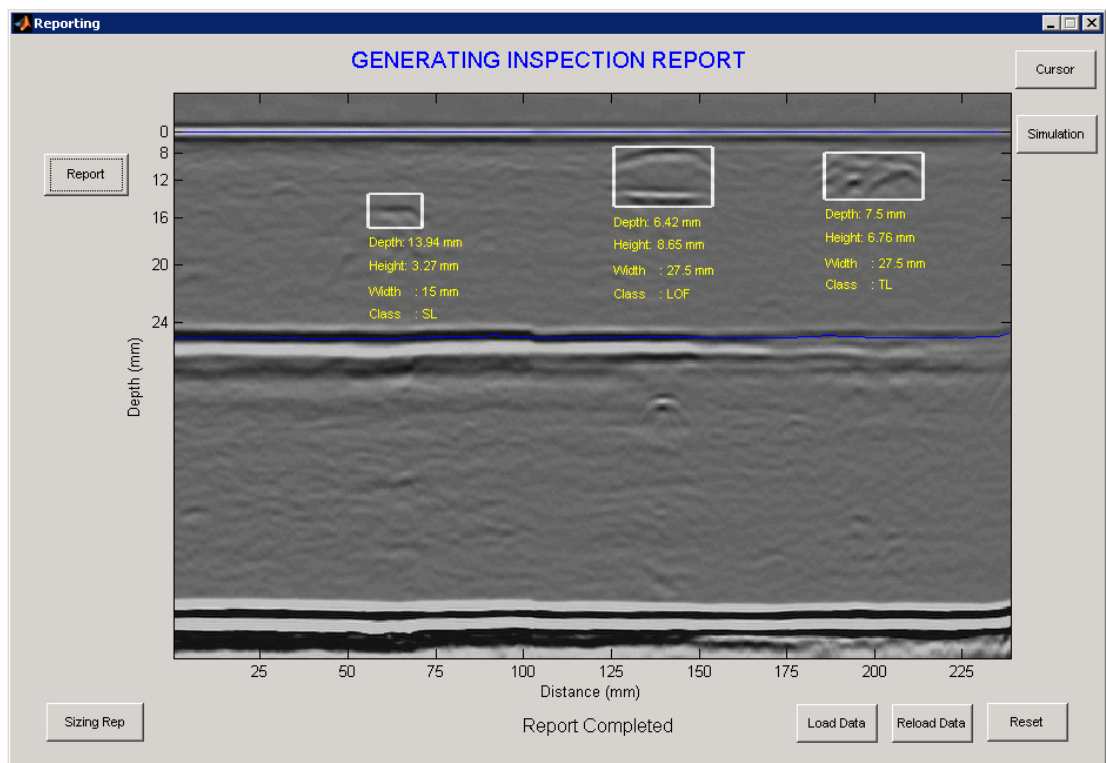 Reporting
GENERATING INSPECTION REPORT
Cursor
Simulation
Report
0
8
12
16
20
24
Depth (mm)
Depth: 13.94 mm
Height: 3.27 mm
Width : 15 mm
Class : SL
Depth: 6.42 mm
Height: 8.65 mm
Width : 27.5 mm
Class : LOF
Depth: 7.5 mm
Height: 6.76 mm
Width : 27.5 mm
Class : TL
25 50 75 100 125 150 175 200 225
Distance (mm)
Sizing Rep
Report Completed
Load Data
Reload Data
Reset